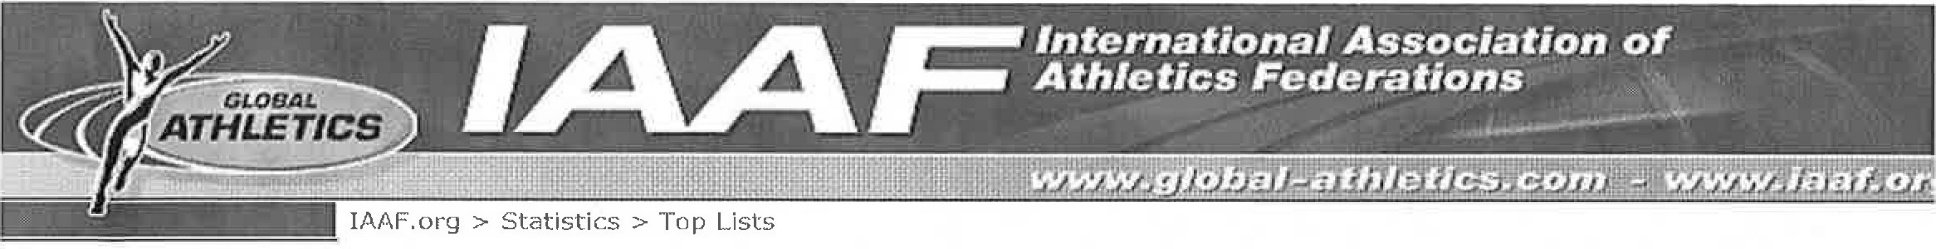 GLOBAL
ATHLETICS
IAAF
International Association of
Athletics Federations
www.global-athletics.com - www.iaaf.org
IAAF.org > Statistics > Top Lists